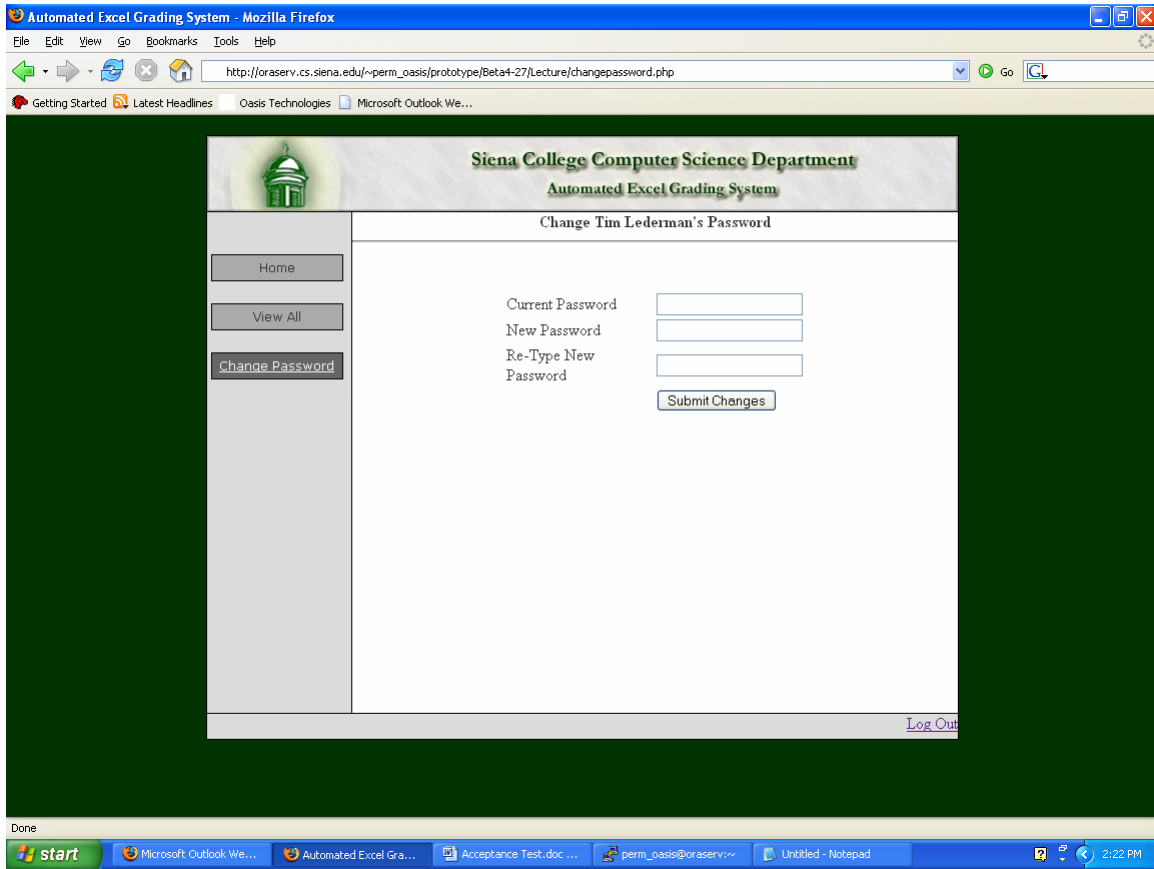 Automated Excel Grading System - Mozilla Firefox
File Edit View Go Bookmarks Tools Help
http://oraserv.cs.siena.edu/~perm_oasis/prototype/Beta4-27/Lecture/changepassword.php
Go
G
Getting Started Latest Headlines Oasis Technologies Microsoft Outlook We...
Siena College Computer Science Department
Automated Excel Grading System
Change Tim Lederman's Password
Home
View All
Change Password
Current Password
New Password
Re-Type New
Password
Submit Changes
Log Out
Done
start Microsoft Outlook We... Automated Excel Gra... Acceptance Test.doc ... perm_oasis@oraserv:~ Untitled - Notepad 2:22 PM